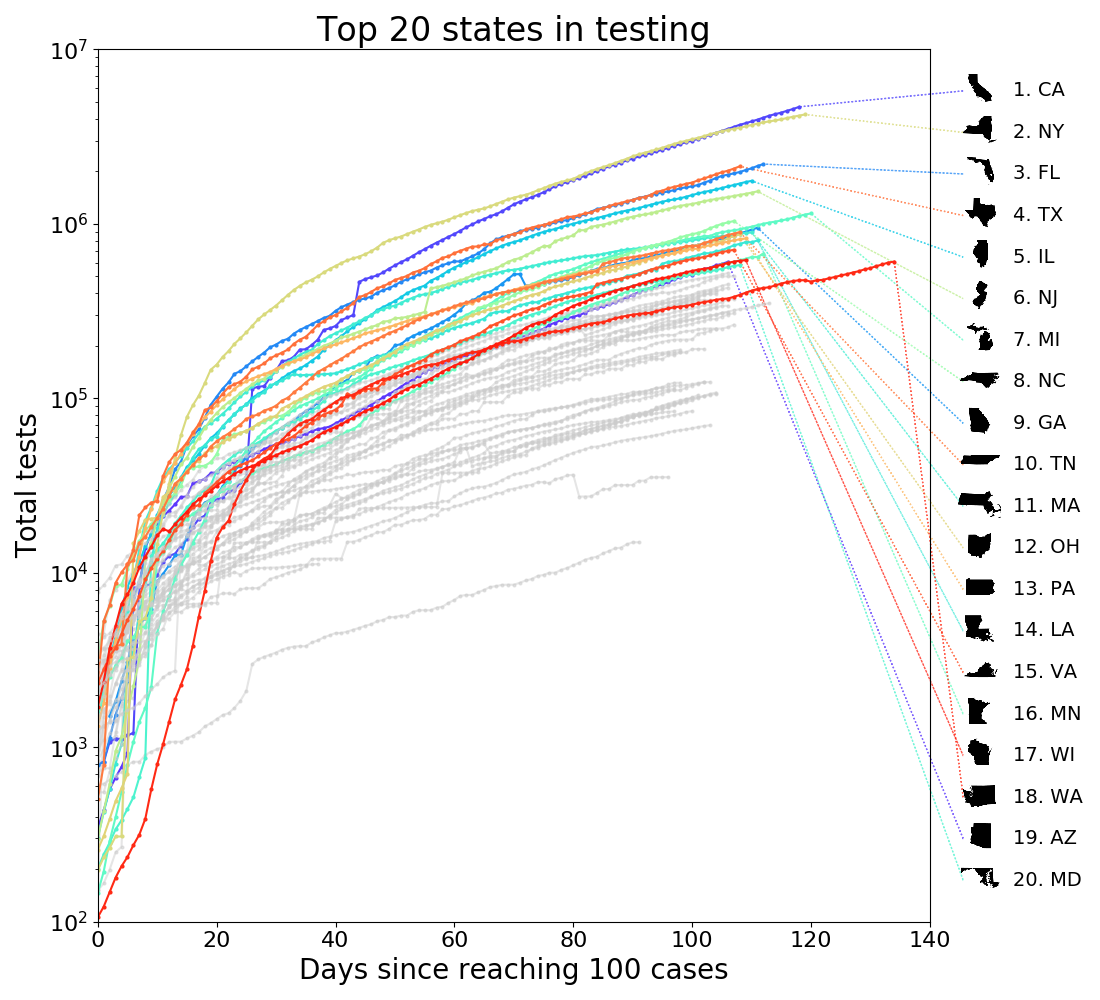 Top 20 states in testing
Total tests
10^7
10^6
10^5
10^4
10^3
10^2
0 20 40 60 80 100 120 140
Days since reaching 100 cases
1. CA
2. NY
3. FL
4. TX
5. IL
6. NJ
7. MI
8. NC
9. GA
10. TN
11. MA
12. OH
13. PA
14. LA
15. VA
16. MN
17. WI
18. WA
19. AZ
20. MD